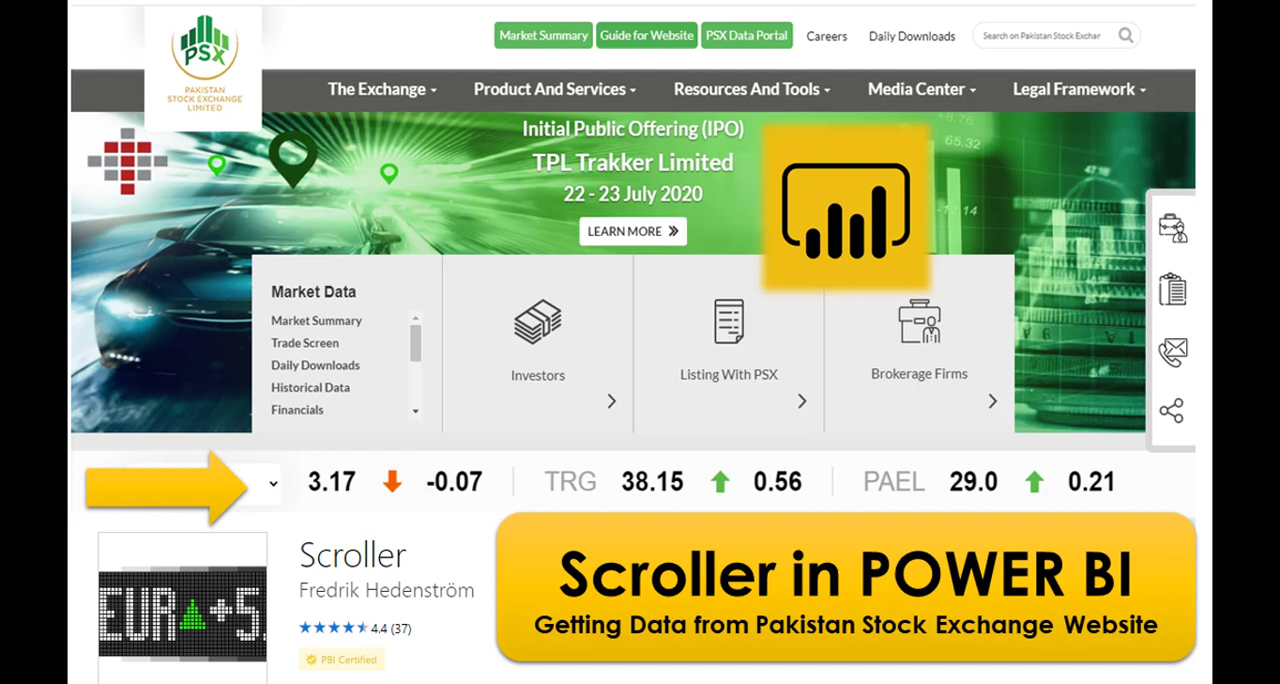 Market Summary
Guide for Website
PSX Data Portal
Careers
Daily Downloads
Search on Pakistan Stock Exchar
PSX
PAKISTAN
STOCK EXCHANGE
LIMITED
The Exchange
Product And Services
Resources And Tools
Media Center
Legal Framework
Initial Public Offering (IPO)
TPL Trakker Limited
22 - 23 July 2020
LEARN MORE
65.32
Market Data
Market Summary
Trade Screen
Daily Downloads
Historical Data
Financials
Investors
Listing With PSX
Brokerage Firms
3.17 -0.07 TRG 38.15 0.56 PAEL 29.0 0.21
Scroller
Fredrik Hedenström
4.4 (37)
PBI Certified
EUR +5.
Scroller in POWER BI
Getting Data from Pakistan Stock Exchange Website